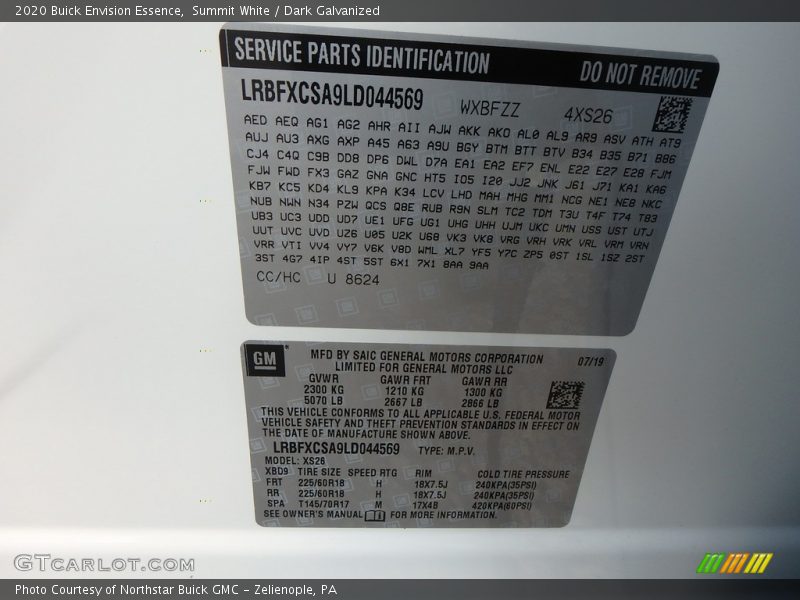 2020 Buick Envision Essence,  Summit White / Dark Galvanized
SERVICE PARTS IDENTIFICATION DO NOT REMOVE
LRBFXCSA9LD044569 WXBFZZ 4XS26
AED AEQ AG1 AG2 AHR AII AJW AKK AKO AL0 AL9 AR9 ASV ATH AT9
AUJ AU3 AXG AXP A45 A63 A9U BGY BTM BTT BTV B34 B35 B71 B86
CJ4 C4Q C9B DD8 DP6 DWL D7A EA1 EA2 EF7 ENL E22 E27 E28 FJM
FJW FWD FX3 GAZ GNA GNC HT5 IO5 I20 JJ2 JNK J61 J71 KA1 KA6
KB7 KC5 KD4 KL9 KPA K34 LCV LHD MAH MHG MM1 NCG NE1 NE8 NKC
NUB NWN N34 PZW QCS Q8E RUB R9N SLM TC2 TDM T3U T4F T74 T83
UB3 UC3 UDD UD7 UE1 UFG UG1 UHG UHH UJM UKC UMN USS UST UTJ
UUT UVC UVD UZ6 U05 U2K U68 VK3 VK8 VRG VRH VRK VRL VRM VRN
VRR VTI VV4 VY7 V6K V8D WML XL7 YF5 Y7C ZP5 0ST 1SL 1SZ 2ST
3ST 4G7 4IP 4ST 5ST 6X1 7X1 8AA 9AA
CC/HC U 8624
GM MFD BY SAIC GENERAL MOTORS CORPORATION 07/19
LIMITED FOR GENERAL MOTORS LLC
GVWR GAWR FRT GAWR RR
2300 KG 1210 KG 1300 KG
5070 LB 2667 LB 2866 LB
THIS VEHICLE CONFORMS TO ALL APPLICABLE U.S. FEDERAL MOTOR
VEHICLE SAFETY AND THEFT PREVENTION STANDARDS IN EFFECT ON
THE DATE OF MANUFACTURE SHOWN ABOVE.
LRBFXCSA9LD044569 TYPE: M.P.V.
MODEL: XS26
XBD9 TIRE SIZE SPEED RTG RIM COLD TIRE PRESSURE
FRT 225/60R18 H 18X7.5J 240KPA(35PSI)
RR 225/60R18 H 18X7.5J 240KPA(35PSI)
SPA T145/70R17 M 17X4B 420KPA(60PSI)
SEE OWNER'S MANUAL FOR MORE INFORMATION.
GTCARLOT.COM
Photo Courtesy of Northstar Buick GMC - Zelienople, PA